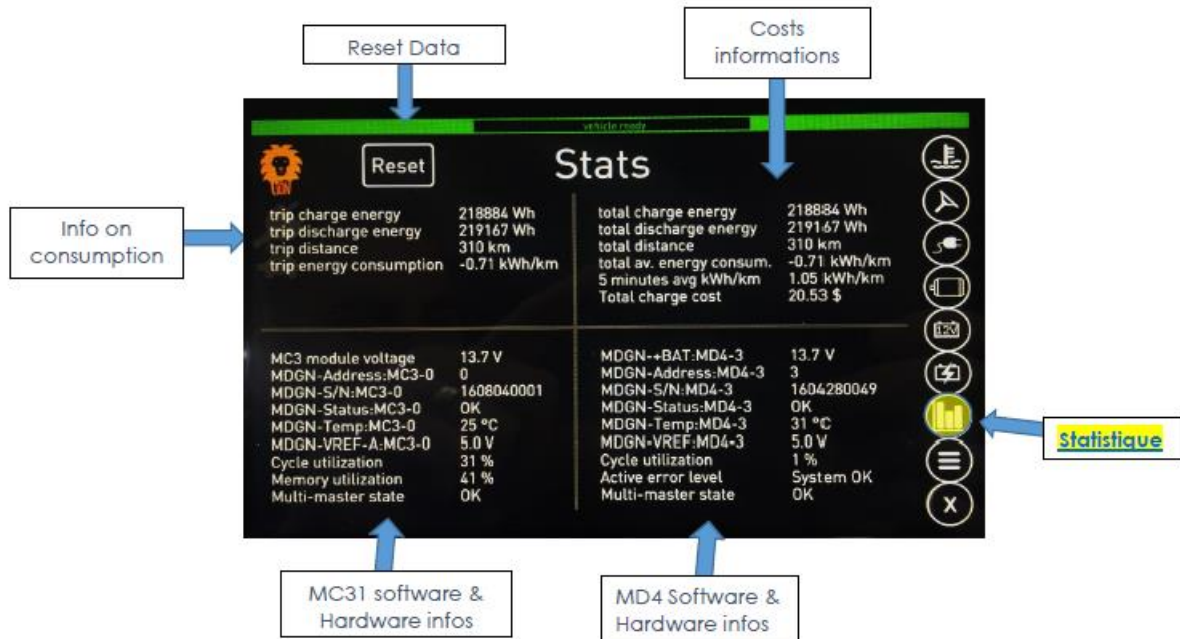 Reset Data
Costs
informations
vehicle ready
Reset
Stats
Info on
consumption
trip charge energy 218884 Wh
trip discharge energy 219167 Wh
trip distance 310 km
trip energy consumption -0.71 kWh/km
total charge energy 218884 Wh
total discharge energy 219167 Wh
total distance 310 km
total av. energy consum. -0.71 kWh/km
5 minutes avg kWh/km 1.05 kWh/km
Total charge cost 20.53 $
12V
MC3 module voltage 13.7 V
MDGN-Address:MC3-0 0
MDGN-S/N:MC3-0 1608040001
MDGN-Status:MC3-0 OK
MDGN-Temp:MC3-0 25 °C
MDGN-VREF-A:MC3-0 5.0 V
Cycle utilization 31 %
Memory utilization 41 %
Multi-master state OK
MDGN-+BAT:MD4-3 13.7 V
MDGN-Address:MD4-3 3
MDGN-S/N:MD4-3 1604280049
MDGN-Status:MD4-3 OK
MDGN-Temp:MD4-3 31 °C
MDGN-VREF:MD4-3 5.0 V
Cycle utilization 1 %
Active error level System OK
Multi-master state OK
Statistique
X
MC31 software &
Hardware infos
MD4 Software &
Hardware infos